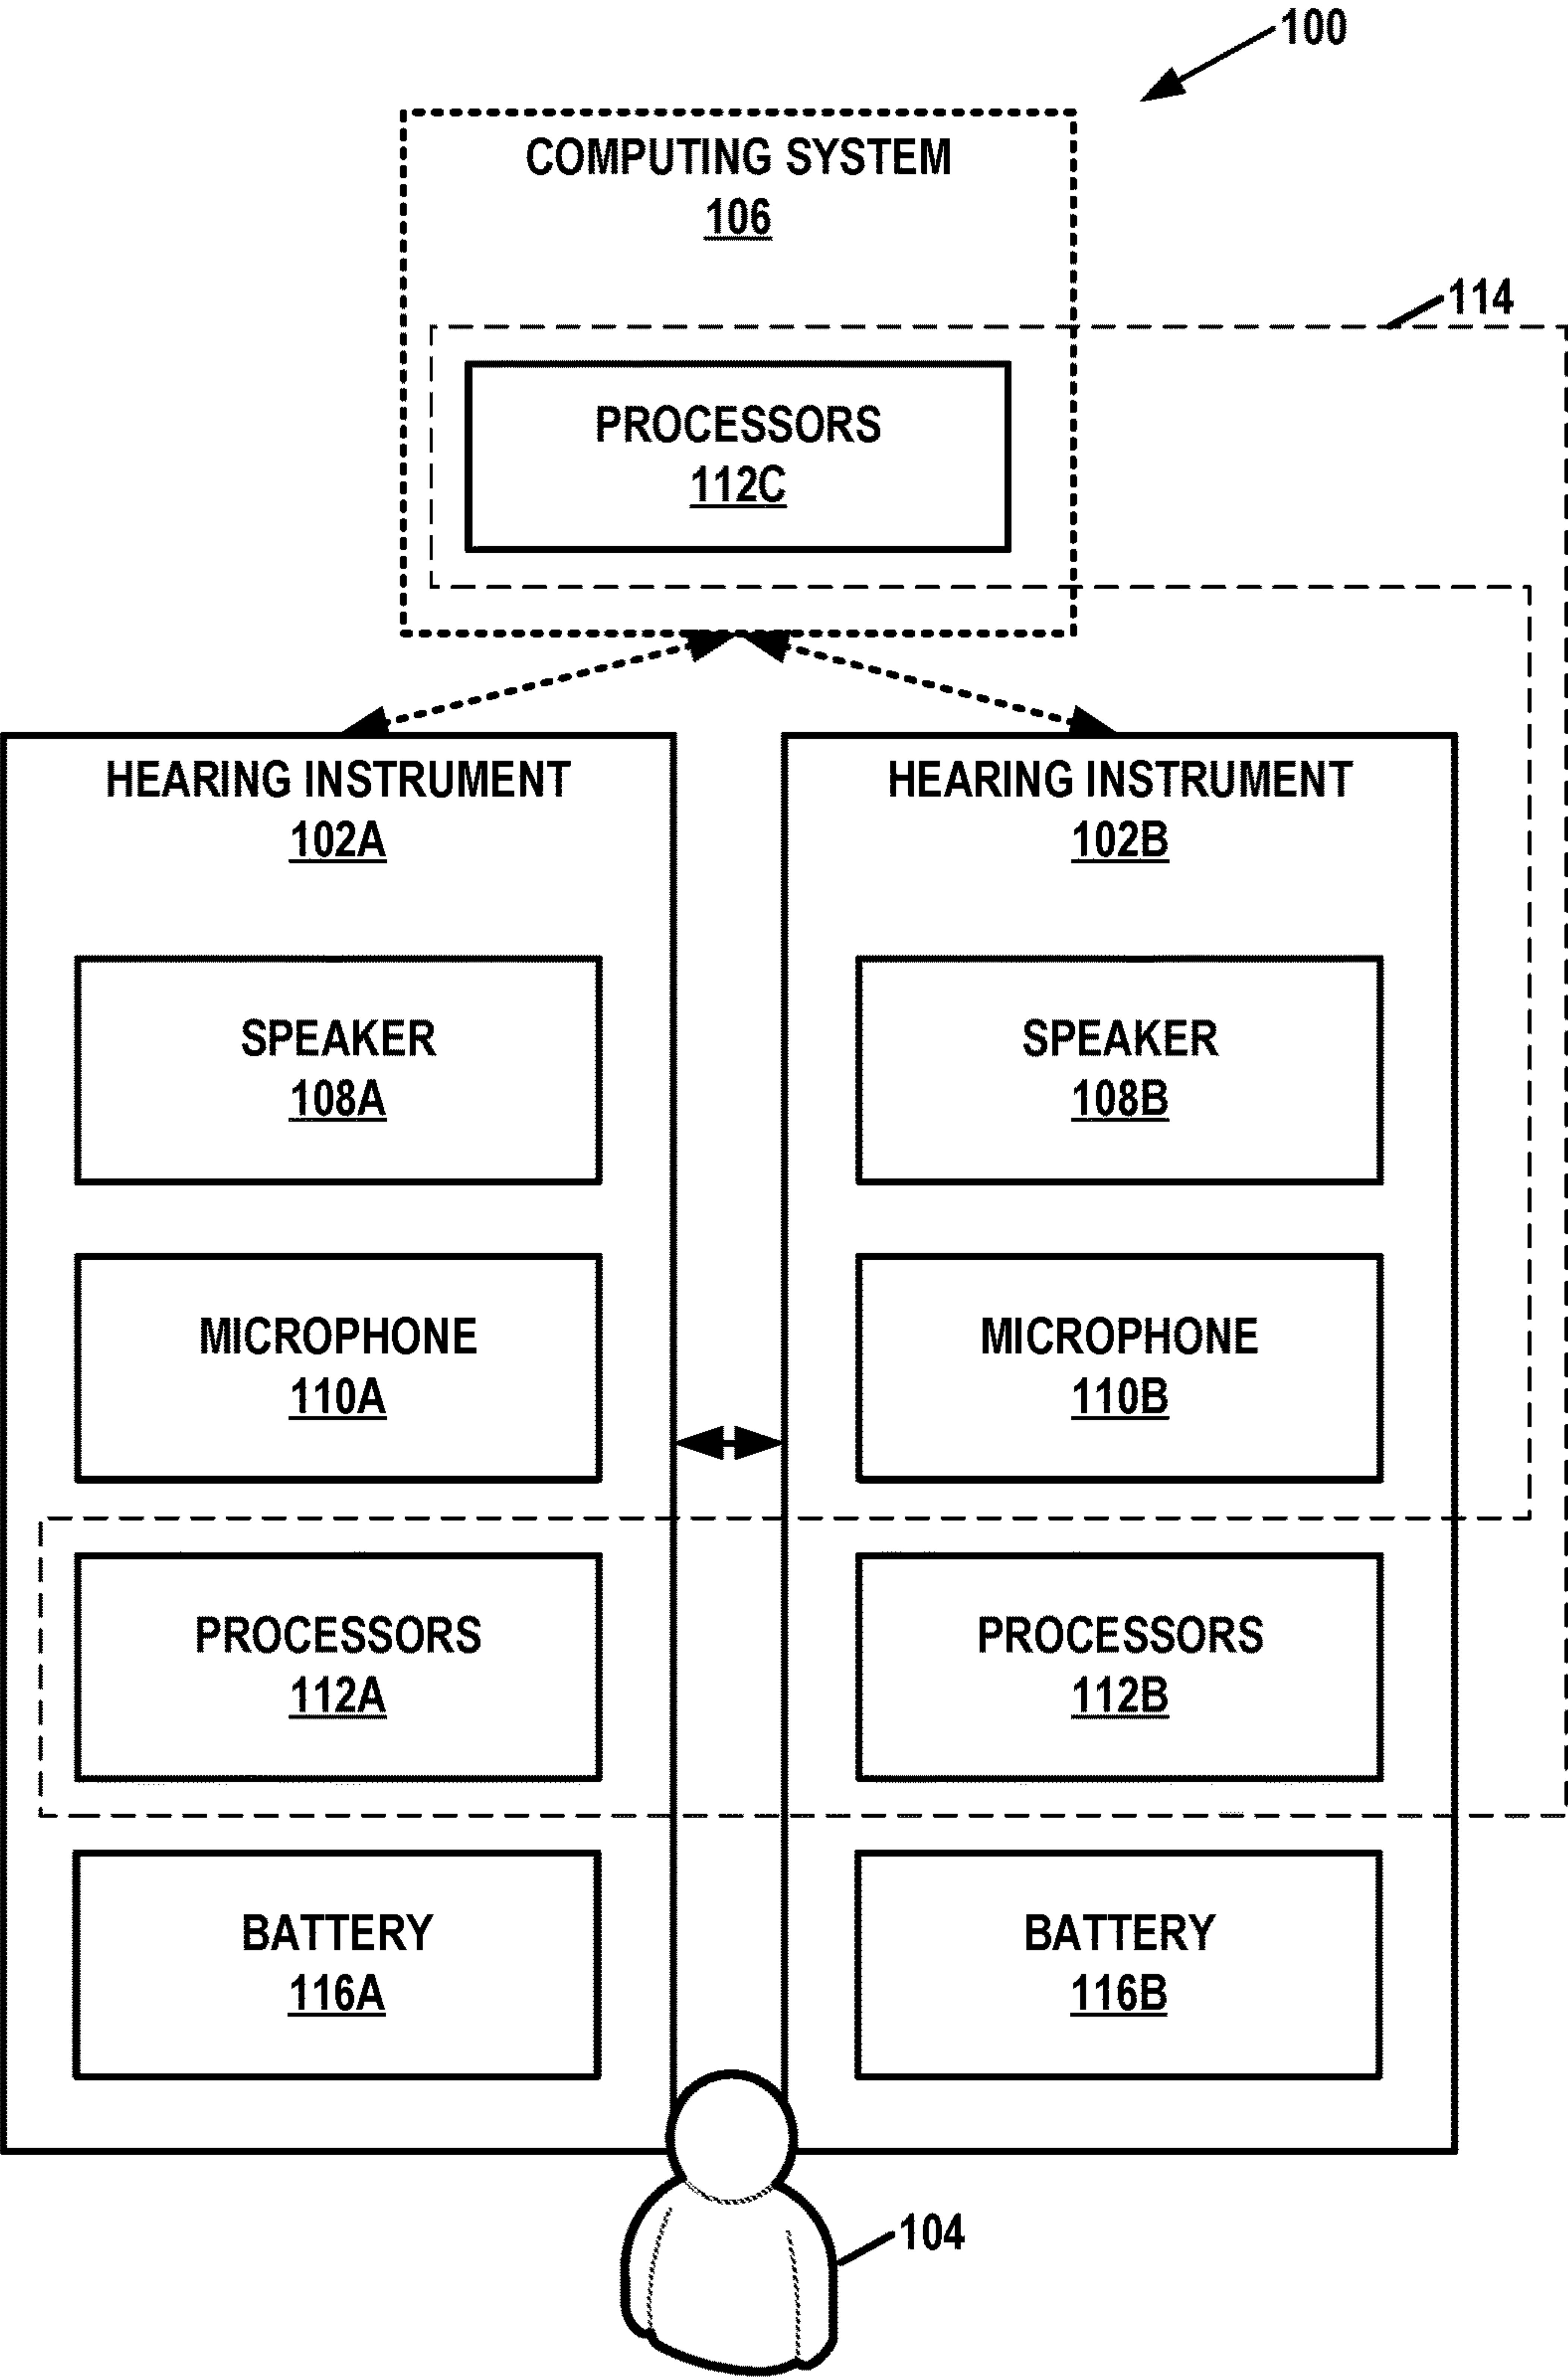 100
COMPUTING SYSTEM
106
114
PROCESSORS
112C
HEARING INSTRUMENT
102A
HEARING INSTRUMENT
102B
SPEAKER
108A
SPEAKER
108B
MICROPHONE
110A
MICROPHONE
110B
PROCESSORS
112A
PROCESSORS
112B
BATTERY
116A
BATTERY
116B
104